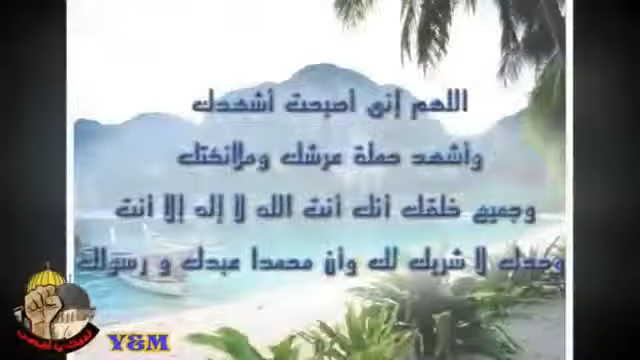 اللهم إنى أصبحت أشهدك
وأشهد حملة عرشك وملائكتك
وجميع خلقك أنك أنت الله لا إله إلا أنت
وحدك لا شريك لك وأن محمدا عبدك و رسولك
Y&M